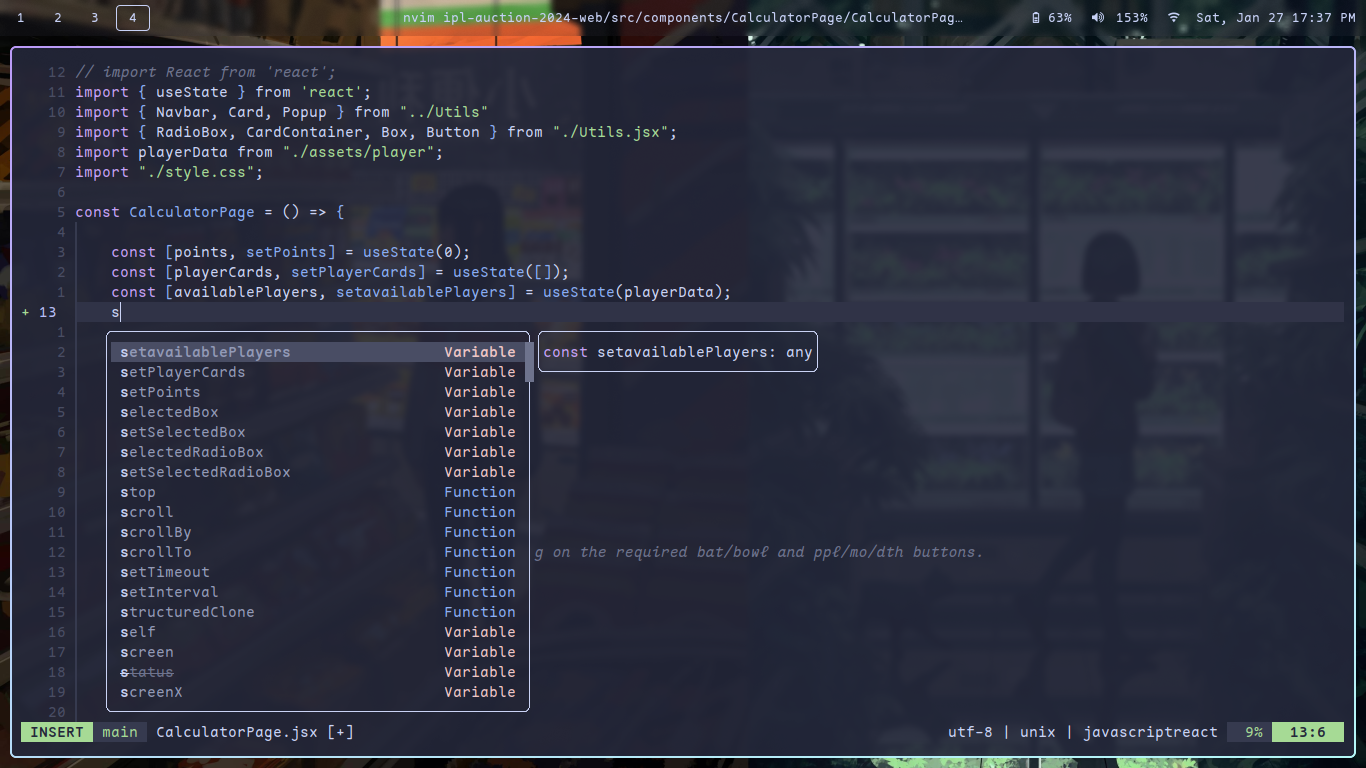 1 2 3 4 nvim ipl-auction-2024-web/src/components/CalculatorPage/CalculatorPag… 63% 153% Sat, Jan 27 17:37 PM
12 // import React from 'react';
11 import { useState } from 'react';
10 import { Navbar, Card, Popup } from "../Utils"
9 import { RadioBox, CardContainer, Box, Button } from "./Utils.jsx";
8 import playerData from "./assets/player";
7 import "./style.css";
6
5 const CalculatorPage = () => {
4
3 const [points, setPoints] = useState(0);
2 const [playerCards, setPlayerCards] = useState([]);
1 const [availablePlayers, setavailablePlayers] = useState(playerData);
+ 13 s
1
2 setavailablePlayers Variable const setavailablePlayers: any
3 setPlayerCards Variable
4 setPoints Variable
5 selectedBox Variable
6 setSelectedBox Variable
7 selectedRadioBox Variable
8 setSelectedRadioBox Variable
9 stop Function
10 scroll Function
11 scrollBy Function
12 scrollTo Function g on the required bat/bowl and ppl/mo/dth buttons.
13 setTimeout Function
14 setInterval Function
15 structuredClone Function
16 self Variable
17 screen Variable
18 status Variable
19 screenX Variable
20
INSERT main CalculatorPage.jsx [+] utf-8 | unix | javascriptreact 9% 13:6